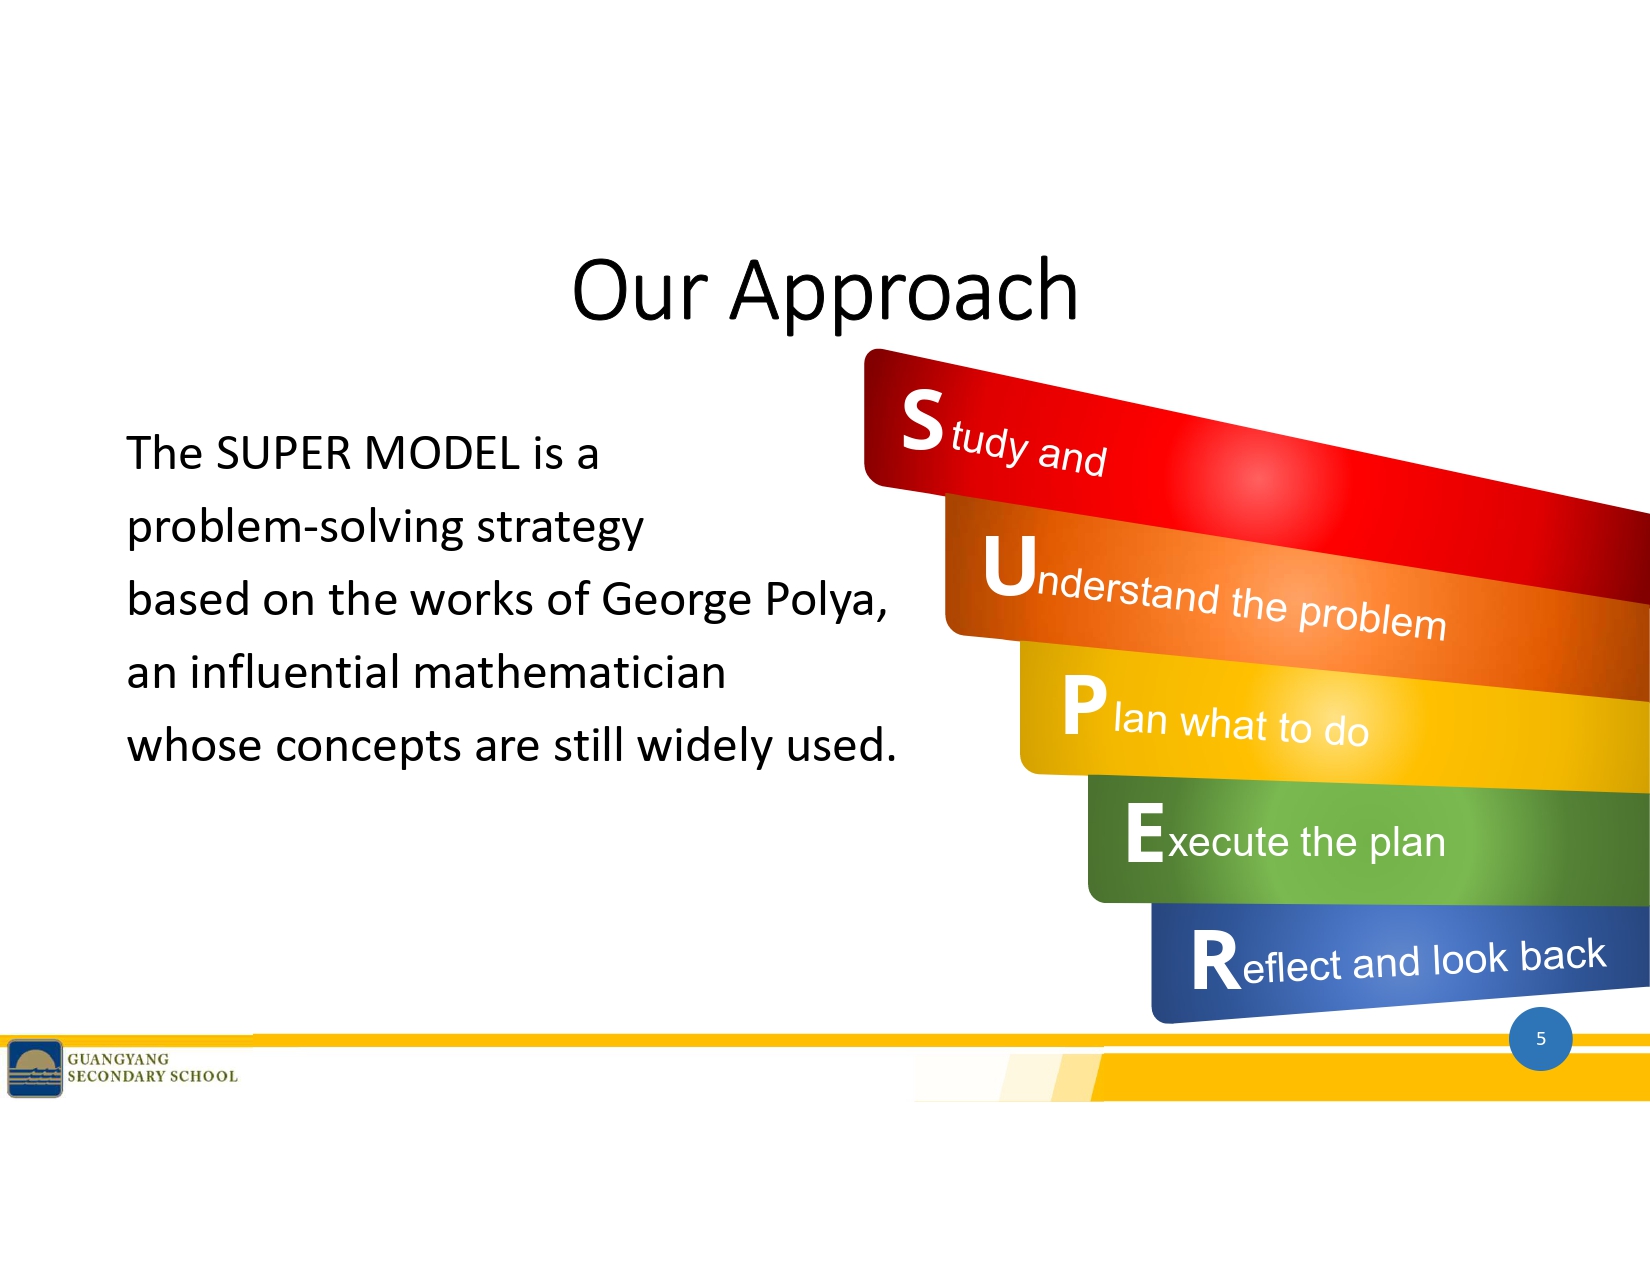 Our Approach
The SUPER MODEL is a
problem-solving strategy
based on the works of George Polya,
an influential mathematician
whose concepts are still widely used.
Study and
Understand the problem
Plan what to do
Execute the plan
Reflect and look back
5
GUANGYANG
SECONDARY SCHOOL